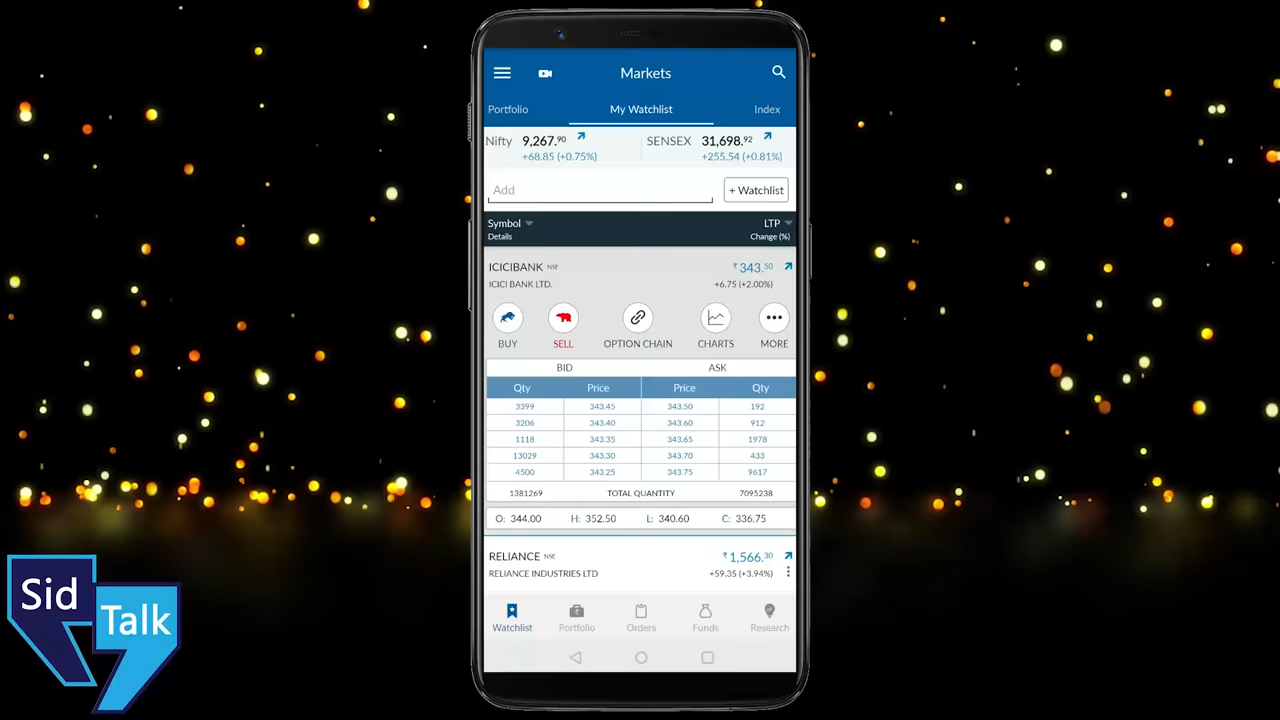 Markets
Portfolio My Watchlist Index
Nifty 9,267.90 SENSEX 31,698.92
+68.85 (+0.75%) +255.54 (+0.81%)
Add + Watchlist
Symbol LTP
Details Change (%)
ICICIBANK NSE ₹343.50
ICICI BANK LTD. +6.75 (+2.00%)
BUY SELL OPTION CHAIN CHARTS MORE
BID ASK
Qty Price Price Qty
3399 343.45 343.50 192
3206 343.40 343.60 912
1118 343.35 343.65 1978
13029 343.30 343.70 433
4500 343.25 343.75 9617
1381269 TOTAL QUANTITY 7095238
O: 344.00 H: 352.50 L: 340.60 C: 336.75
RELIANCE NSE ₹1,566.30
RELIANCE INDUSTRIES LTD +59.35 (+3.94%)
Watchlist Portfolio Orders Funds Research
Sid
Talk